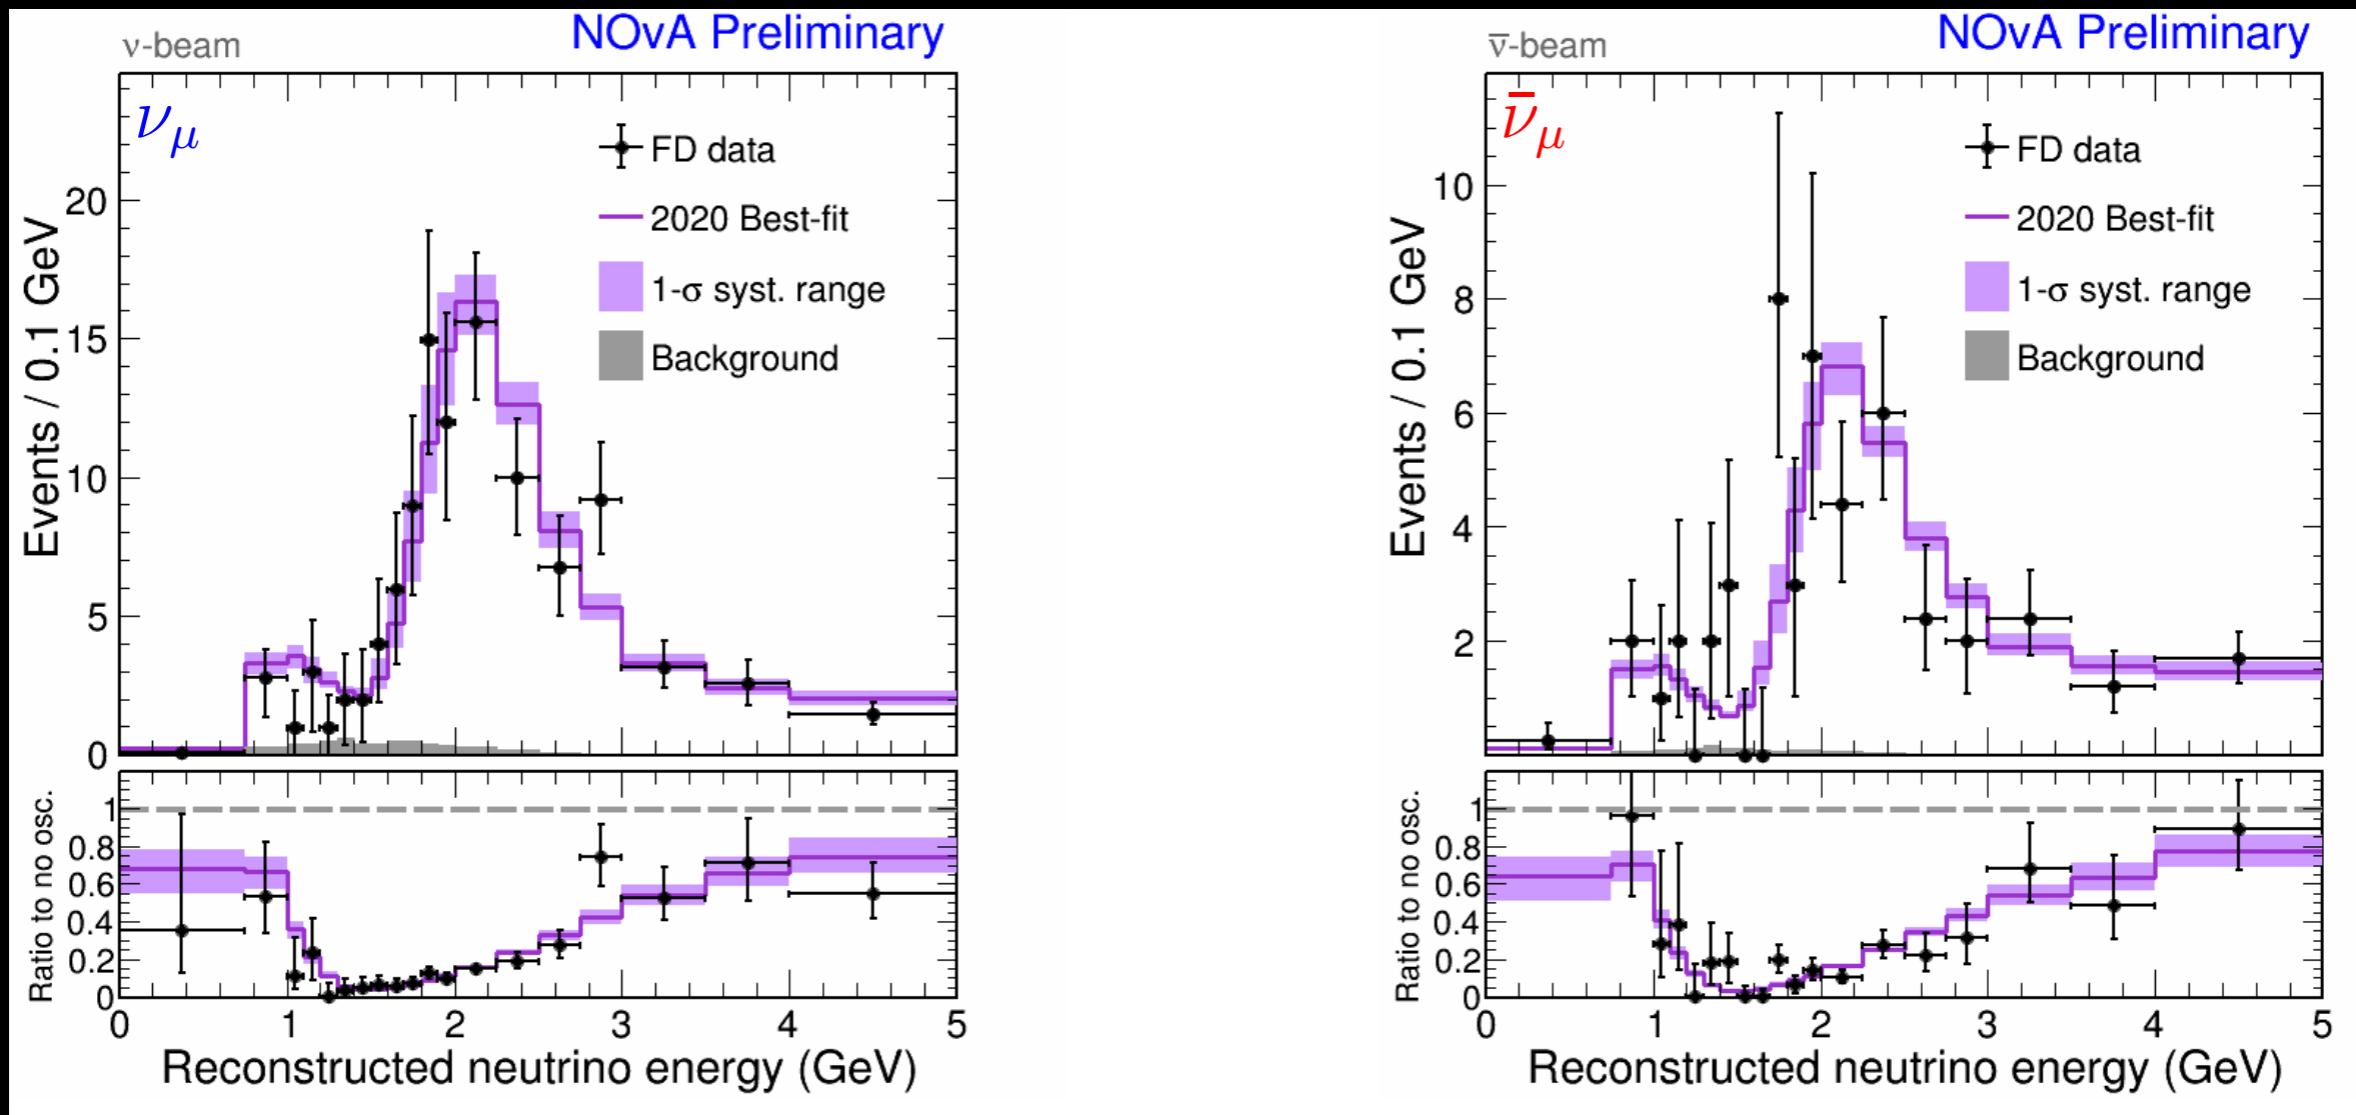 ν-beam
NOvA Preliminary
ν_μ
FD data
2020 Best-fit
1-σ syst. range
Background
Events / 0.1 GeV
20
15
10
5
0
Ratio to no osc.
1
0.8
0.6
0.4
0.2
0
0 1 2 3 4 5
Reconstructed neutrino energy (GeV)
ν̄-beam
NOvA Preliminary
ν̄_μ
FD data
2020 Best-fit
1-σ syst. range
Background
Events / 0.1 GeV
10
8
6
4
2
Ratio to no osc.
1
0.8
0.6
0.4
0.2
0
0 1 2 3 4 5
Reconstructed neutrino energy (GeV)